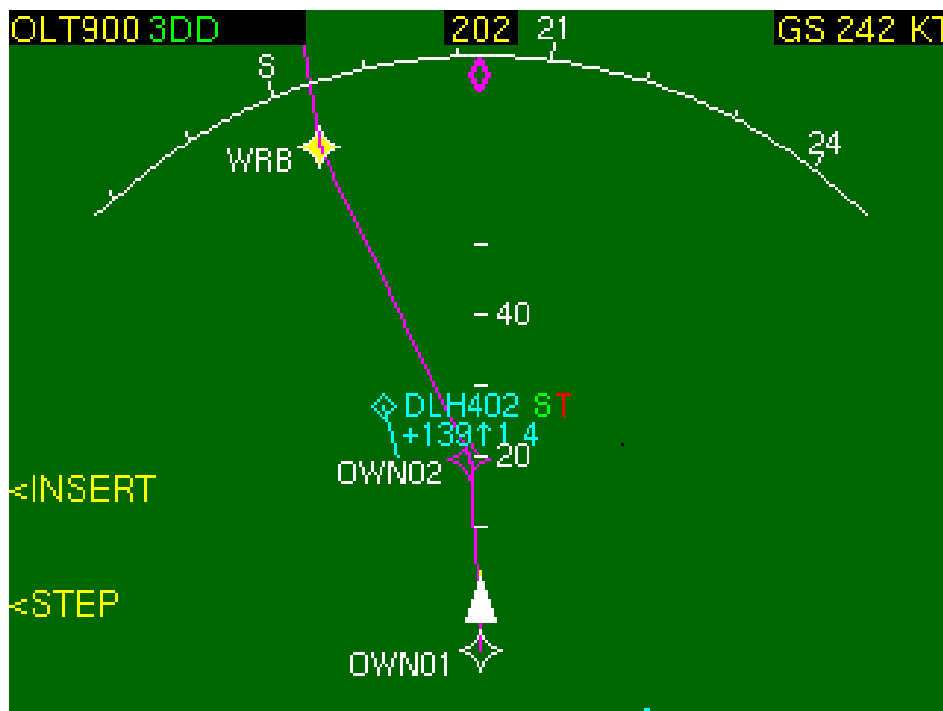 OLT900 3DD 202 21 GS 242 KT
S
24
WRB
40
DLH402 ST
+139↑1.4
20
OWN02
<INSERT
<STEP
OWN01